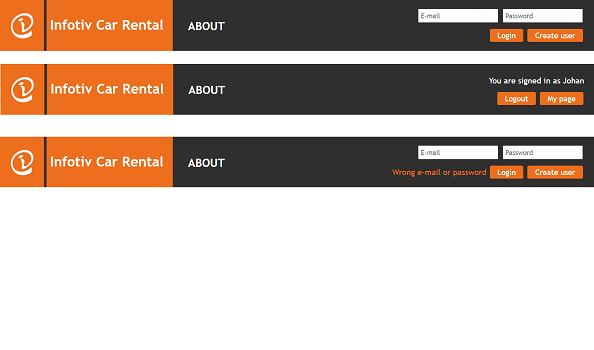 Infotiv Car Rental
ABOUT
E-mail
Password
Login
Create user
Infotiv Car Rental
ABOUT
You are signed in as Johan
Logout
My page
Infotiv Car Rental
ABOUT
E-mail
Password
Wrong e-mail or password
Login
Create user